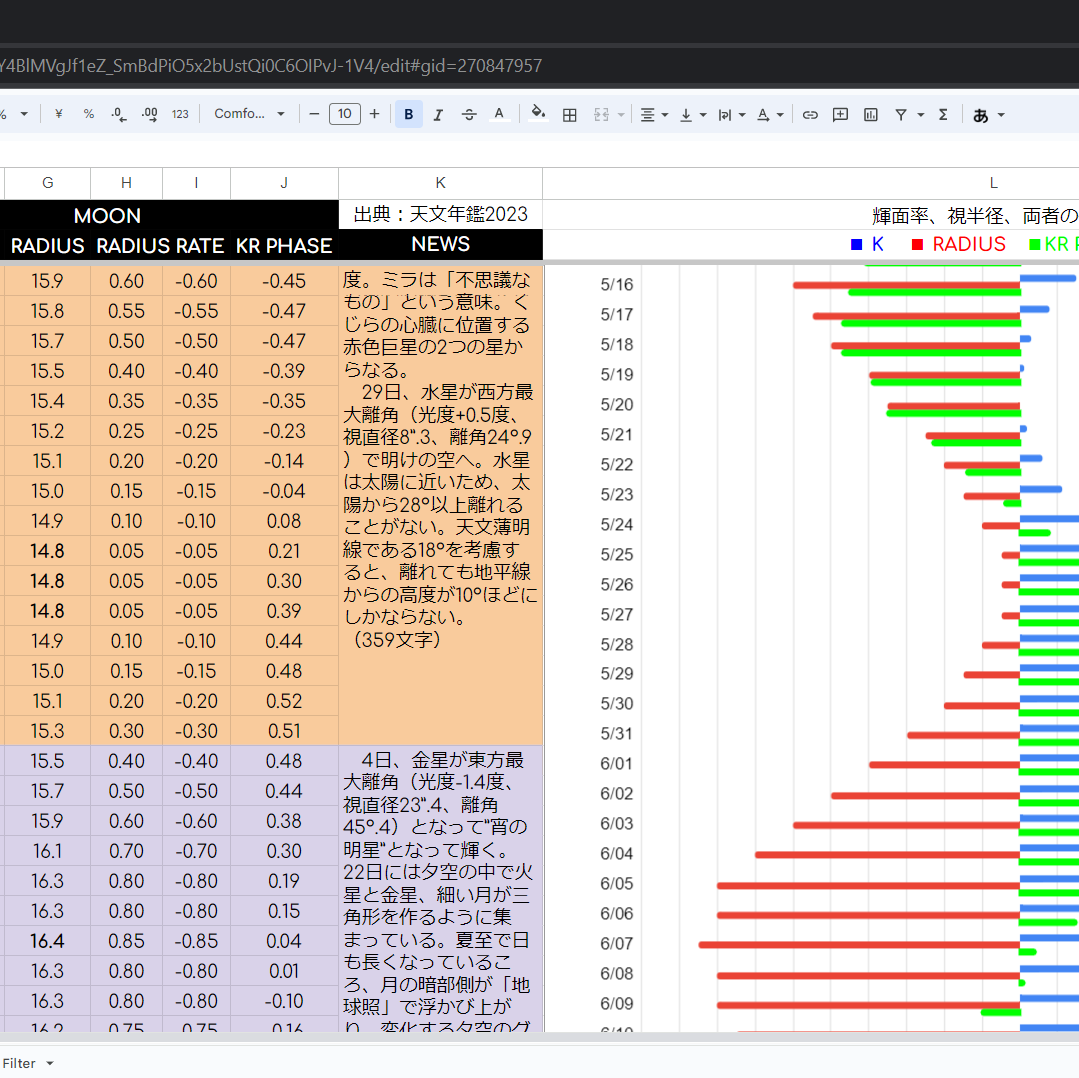 Y4BlMVgJf1eZ_SmBdPiO5x2bUstQi0C6OIPvJ-1V4/edit#gid=270847957
% ¥ % .0 .00 123 Comfo... − 10 + B I S A あ
G H I J K L
MOON 出典：天文年鑑2023 輝面率、視半径、両者の
RADIUS RADIUS RATE KR PHASE NEWS K RADIUS KR
15.9 0.60 -0.60 -0.45
15.8 0.55 -0.55 -0.47
15.7 0.50 -0.50 -0.47
15.5 0.40 -0.40 -0.39
15.4 0.35 -0.35 -0.35
15.2 0.25 -0.25 -0.23
15.1 0.20 -0.20 -0.14
15.0 0.15 -0.15 -0.04
14.9 0.10 -0.10 0.08
14.8 0.05 -0.05 0.21
14.8 0.05 -0.05 0.30
14.8 0.05 -0.05 0.39
14.9 0.10 -0.10 0.44
15.0 0.15 -0.15 0.48
15.1 0.20 -0.20 0.52
15.3 0.30 -0.30 0.51
15.5 0.40 -0.40 0.48
15.7 0.50 -0.50 0.44
15.9 0.60 -0.60 0.38
16.1 0.70 -0.70 0.30
16.3 0.80 -0.80 0.19
16.3 0.80 -0.80 0.15
16.4 0.85 -0.85 0.04
16.3 0.80 -0.80 0.01
16.3 0.80 -0.80 -0.10
16.2 0.75 -0.75 -0.16
度。ミラは「不思議な
もの」という意味。く
じらの心臓に位置する
赤色巨星の2つの星か
らなる。
　29日、水星が西方最
大離角（光度+0.5度、
視直径8".3、離角24°.9
）で明けの空へ。水星
は太陽に近いため、太
陽から28°以上離れる
ことがない。天文薄明
線である18°を考慮す
ると、離れても地平線
からの高度が10°ほどに
しかならない。
（359文字）
　4日、金星が東方最
大離角（光度-1.4度、
視直径23".4、離角
45°.4）となって"宵の
明星"となって輝く。
22日には夕空の中で火
星と金星、細い月が三
角形を作るように集
まっている。夏至で日
も長くなっているこ
ろ、月の暗部側が「地
球照」で浮かび上が
り、変化する夕空のグ
5/16
5/17
5/18
5/19
5/20
5/21
5/22
5/23
5/24
5/25
5/26
5/27
5/28
5/29
5/30
5/31
6/01
6/02
6/03
6/04
6/05
6/06
6/07
6/08
6/09
6/10
Filter